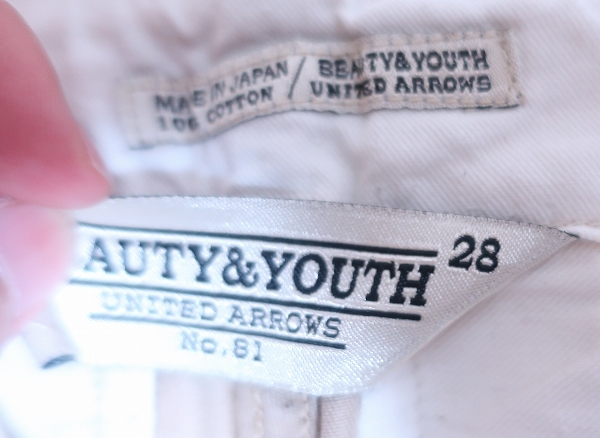 MADE IN JAPAN / BEAUTY&YOUTH
100 COTTON / UNITED ARROWS
AUTY&YOUTH
28
UNITED ARROWS
No.81